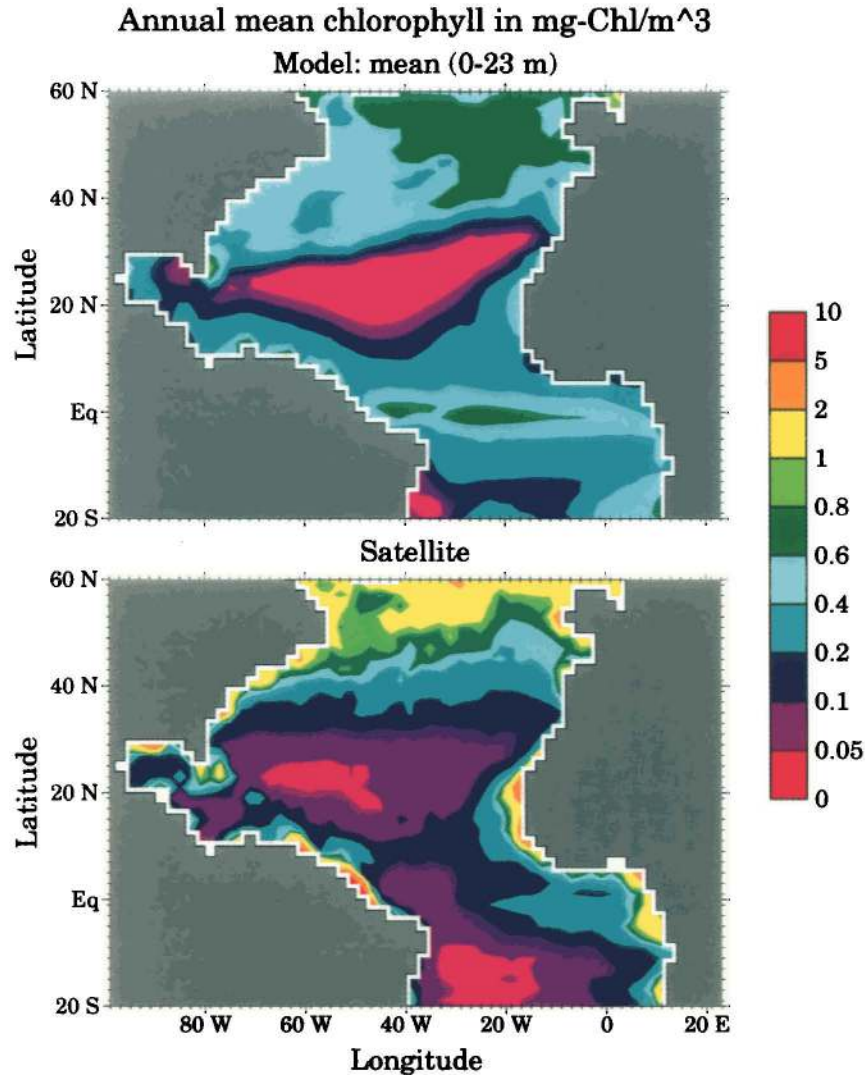 Annual mean chlorophyll in mg-Chl/m^3
Model: mean (0-23 m)
60 N
40 N
20 N
Eq
20 S
Latitude
Satellite
60 N
40 N
20 N
Eq
20 S
Latitude
80 W 60 W 40 W 20 W 0 20 E
Longitude
10
5
2
1
0.8
0.6
0.4
0.2
0.1
0.05
0